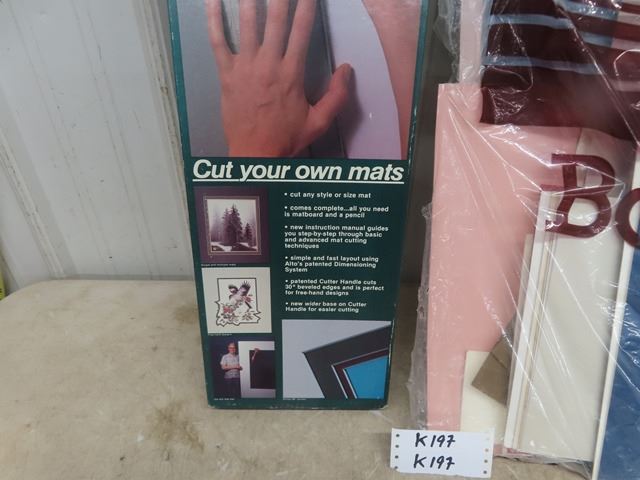 Cut your own mats
• cut any style or size mat
• comes complete...all you need
is matboard and a pencil
• new instruction manual guides
you step-by-step through basic
and advanced mat cutting
techniques
• simple and fast layout using
Alto's patented Dimensioning
System
• patented Cutter Handle cuts
30° beveled edges and is perfect
for free-hand designs
• new wider base on Cutter
Handle for easier cutting
K197
K197